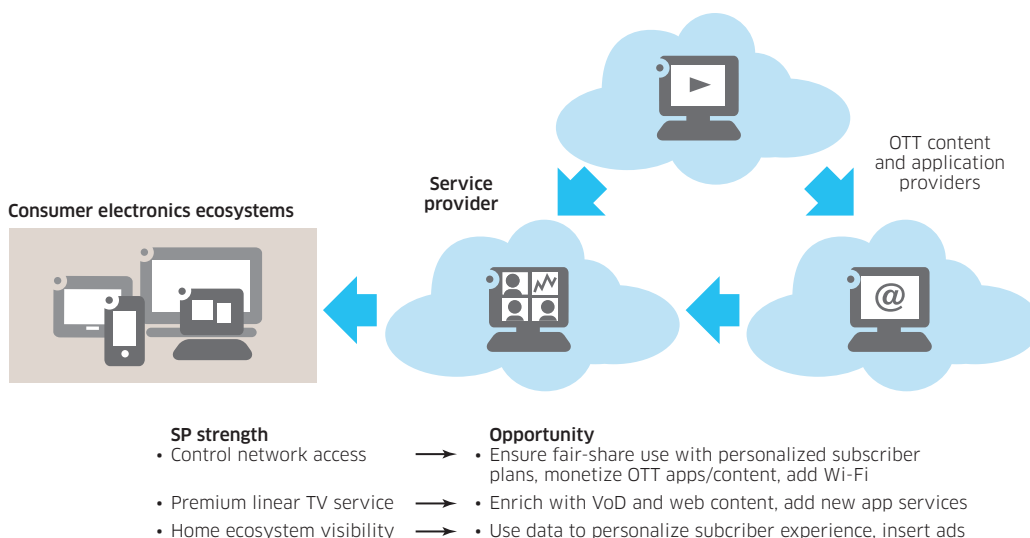 OTT content
and application
providers
Service
provider
Consumer electronics ecosystems
@
SP strength
Opportunity
• Control network access
• Ensure fair-share use with personalized subscriber
plans, monetize OTT apps/content, add Wi-Fi
• Premium linear TV service
• Enrich with VoD and web content, add new app services
• Home ecosystem visibility
• Use data to personalize subcriber experience, insert ads